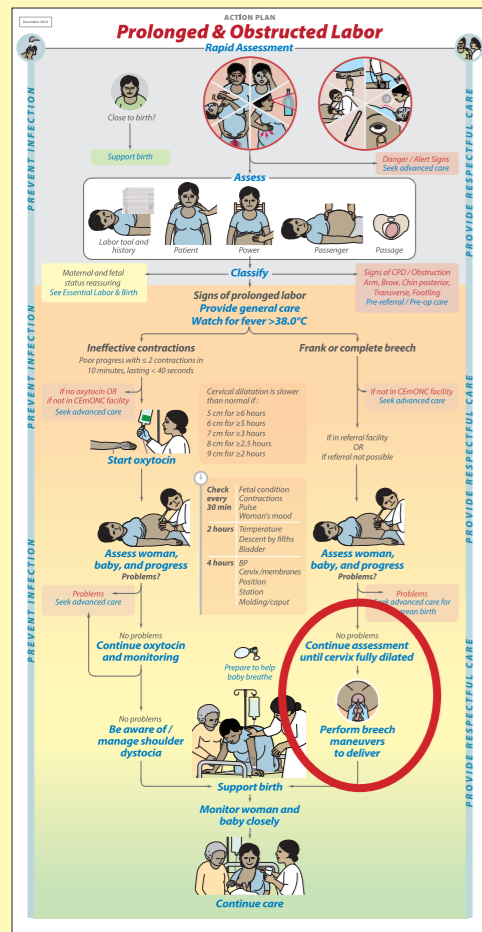 November 2023
ACTION PLAN
Prolonged & Obstructed Labor
Rapid Assessment
PREVENT INFECTION
PROVIDE RESPECTFUL CARE
Close to birth?
Support birth
Danger / Alert Signs
Seek advanced care
Assess
Labor tool and
history
Patient
Power
Passenger
Passage
Maternal and fetal
status reassuring
See Essential Labor & Birth
Classify
Signs of CPD / Obstruction
Arm, Brow, Chin posterior,
Transverse, Footling
Pre-referral / Pre-op care
Signs of prolonged labor
Provide general care
Watch for fever >38.0°C
PREVENT INFECTION
PROVIDE RESPECTFUL CARE
Ineffective contractions
Poor progress with ≤ 2 contractions in
10 minutes, lasting < 40 seconds
Frank or complete breech
If no oxytocin OR
if not in CEmONC facility
Seek advanced care
Cervical dilatation is slower
than normal if :
5 cm for ≥6 hours
6 cm for ≥5 hours
7 cm for ≥3 hours
8 cm for ≥2.5 hours
9 cm for ≥2 hours
If not in CEmONC facility
Seek advanced care
Start oxytocin
If in referral facility
OR
If referral not possible
Check
every
30 min
Fetal condition
Contractions
Pulse
Woman's mood
2 hours
Temperature
Descent by fifths
Bladder
4 hours
BP
Cervix/membranes
Position
Station
Molding/caput
Assess woman,
baby, and progress
Problems?
Assess woman,
baby, and progress
Problems?
PREVENT INFECTION
PROVIDE RESPECTFUL CARE
Problems
Seek advanced care
Problems
Seek advanced care for
No problems
Continue oxytocin
and monitoring
No problems
Continue assessment
until cervix fully dilated
Prepare to help
baby breathe
No problems
Be aware of /
manage shoulder
dystocia
Perform breech
maneuvers
to deliver
Support birth
Monitor woman and
baby closely
Continue care